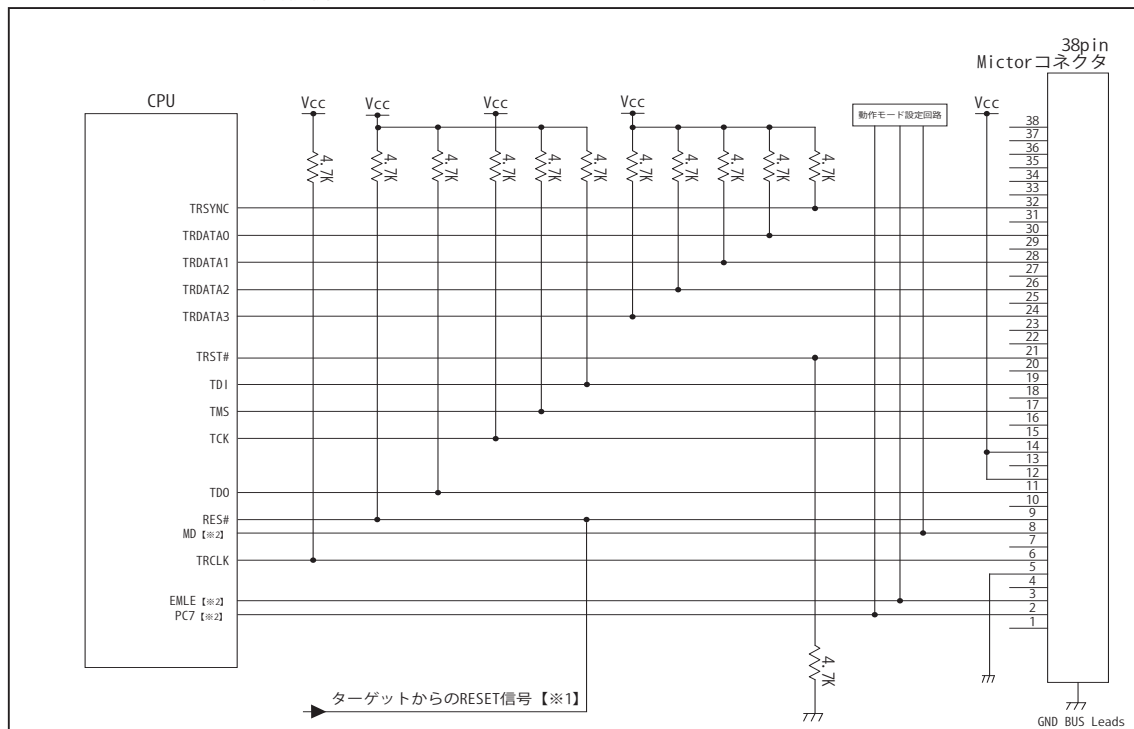 38pin
Mictorコネクタ
CPU
Vcc
Vcc
Vcc
Vcc
動作モード設定回路
Vcc
4.7K
4.7K
4.7K
4.7K
4.7K
4.7K
4.7K
4.7K
4.7K
4.7K
4.7K
TRSYNC
TRDATA0
TRDATA1
TRDATA2
TRDATA3
TRST#
TDI
TMS
TCK
TDO
RES#
MD【※2】
TRCLK
EMLE【※2】
PC7【※2】
38
37
36
35
34
33
32
31
30
29
28
27
26
25
24
23
22
21
20
19
18
17
16
15
14
13
12
11
10
9
8
7
6
5
4
3
2
1
4.7K
ターゲットからのRESET信号【※1】
GND BUS Leads